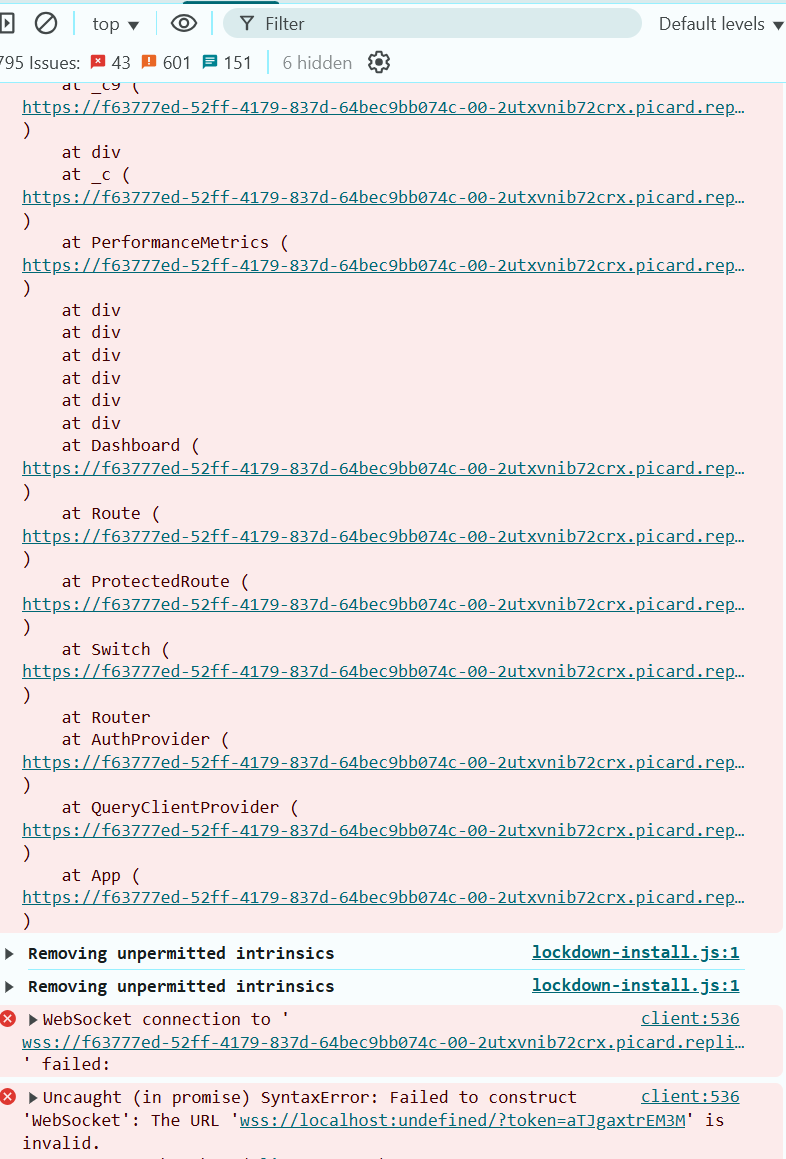 top ▼ Filter Default levels ▼
795 Issues: 43 601 151 6 hidden
at _c9 (
https://f63777ed-52ff-4179-837d-64bec9bb074c-00-2utxvnib72crx.picard.rep…
)
at div
at _c (
https://f63777ed-52ff-4179-837d-64bec9bb074c-00-2utxvnib72crx.picard.rep…
)
at PerformanceMetrics (
https://f63777ed-52ff-4179-837d-64bec9bb074c-00-2utxvnib72crx.picard.rep…
)
at div
at div
at div
at div
at div
at div
at Dashboard (
https://f63777ed-52ff-4179-837d-64bec9bb074c-00-2utxvnib72crx.picard.rep…
)
at Route (
https://f63777ed-52ff-4179-837d-64bec9bb074c-00-2utxvnib72crx.picard.rep…
)
at ProtectedRoute (
https://f63777ed-52ff-4179-837d-64bec9bb074c-00-2utxvnib72crx.picard.rep…
)
at Switch (
https://f63777ed-52ff-4179-837d-64bec9bb074c-00-2utxvnib72crx.picard.rep…
)
at Router
at AuthProvider (
https://f63777ed-52ff-4179-837d-64bec9bb074c-00-2utxvnib72crx.picard.rep…
)
at QueryClientProvider (
https://f63777ed-52ff-4179-837d-64bec9bb074c-00-2utxvnib72crx.picard.rep…
)
at App (
https://f63777ed-52ff-4179-837d-64bec9bb074c-00-2utxvnib72crx.picard.rep…
)
Removing unpermitted intrinsics lockdown-install.js:1
Removing unpermitted intrinsics lockdown-install.js:1
WebSocket connection to ' client:536
wss://f63777ed-52ff-4179-837d-64bec9bb074c-00-2utxvnib72crx.picard.repli…
' failed:
Uncaught (in promise) SyntaxError: Failed to construct client:536
'WebSocket': The URL 'wss://localhost:undefined/?token=aTJgaxtrEM3M' is
invalid.